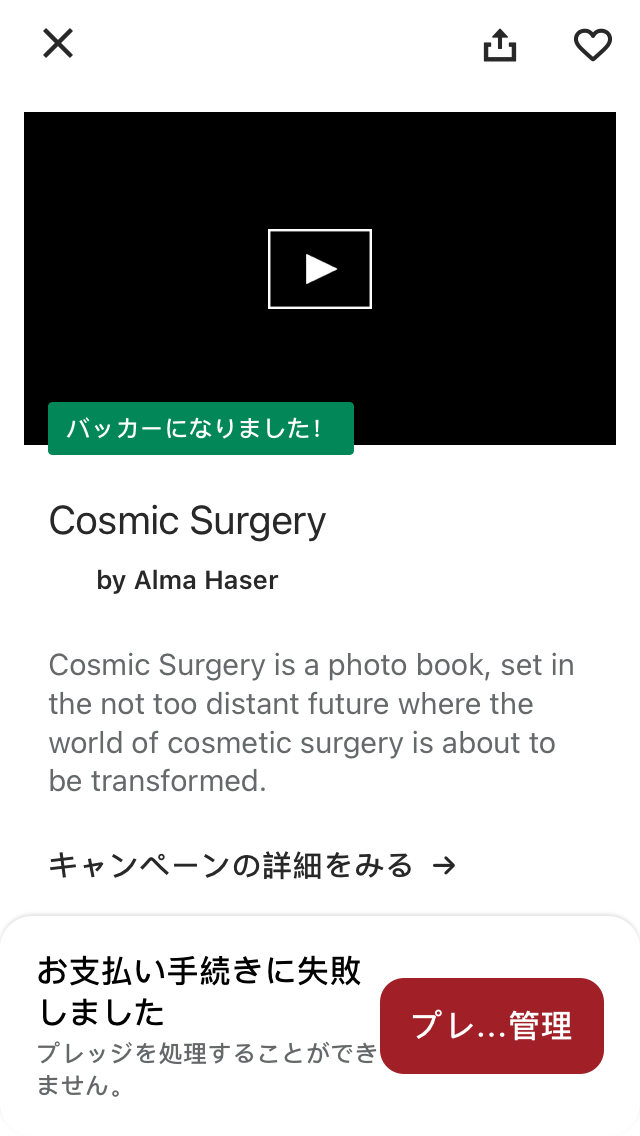 バッカーになりました!
Cosmic Surgery
by Alma Haser
Cosmic Surgery is a photo book, set in
the not too distant future where the
world of cosmetic surgery is about to
be transformed.
キャンペーンの詳細をみる →
お支払い手続きに失敗
しました
プレッジを処理することができ
ません。
プレ...管理